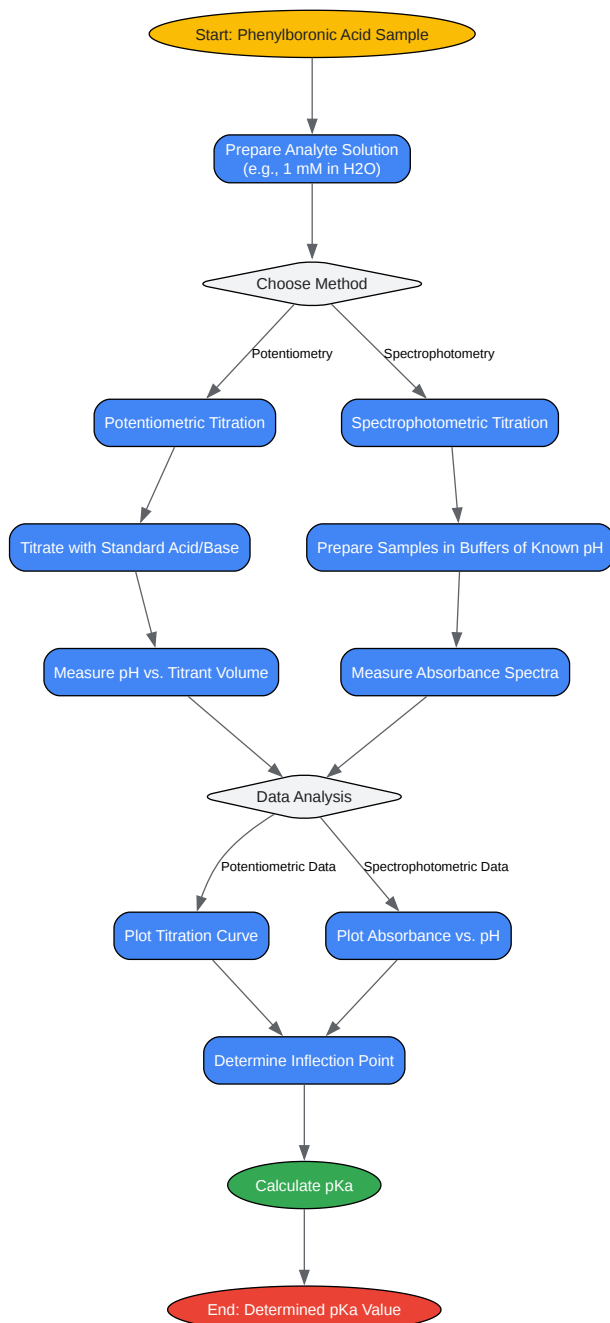 Start: Phenylboronic Acid Sample
Prepare Analyte Solution
(e.g., 1 mM in H2O)
Choose Method
Potentiometry
Spectrophotometry
Potentiometric Titration
Spectrophotometric Titration
Titrate with Standard Acid/Base
Prepare Samples in Buffers of Known pH
Measure pH vs. Titrant Volume
Measure Absorbance Spectra
Data Analysis
Potentiometric Data
Spectrophotometric Data
Plot Titration Curve
Plot Absorbance vs. pH
Determine Inflection Point
Calculate pKa
End: Determined pKa Value